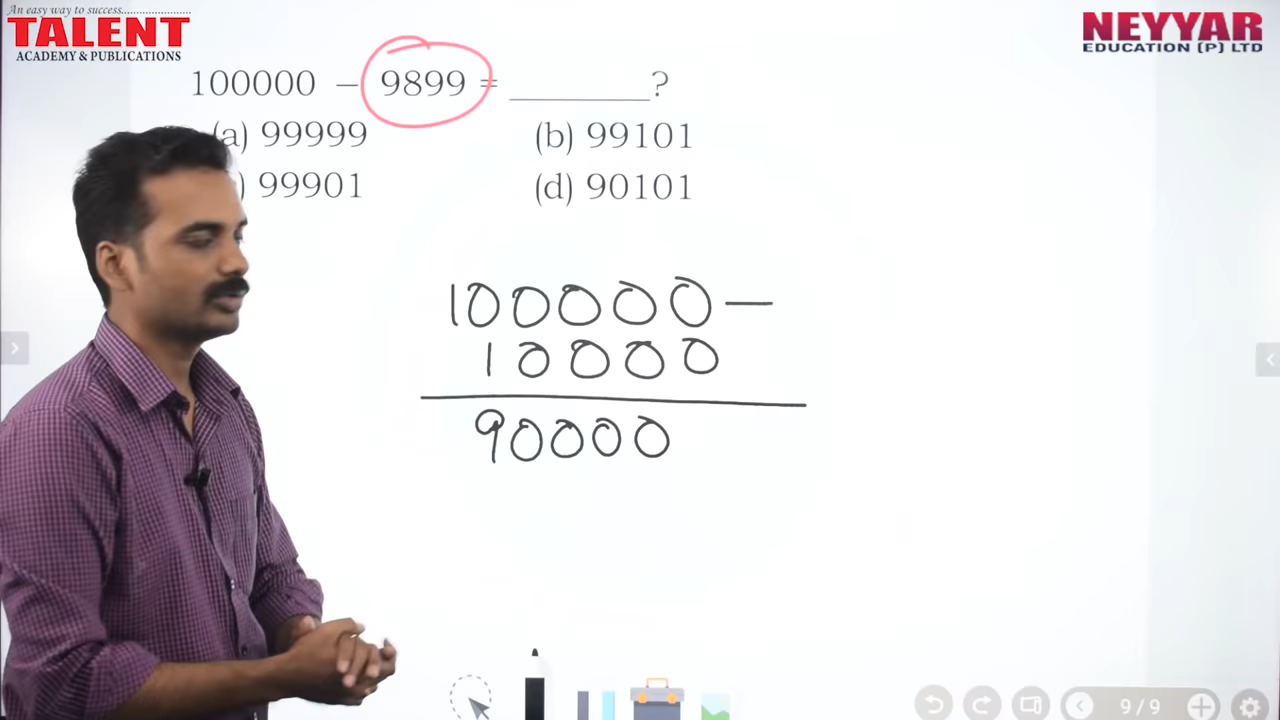 An easy way to success......................
TALENT
ACADEMY & PUBLICATIONS
NEYYAR
EDUCATION (P) LTD
100000 – 9899 = ________?
(a) 99999 (b) 99101
) 99901 (d) 90101
100000 —
10000
90000
9/9